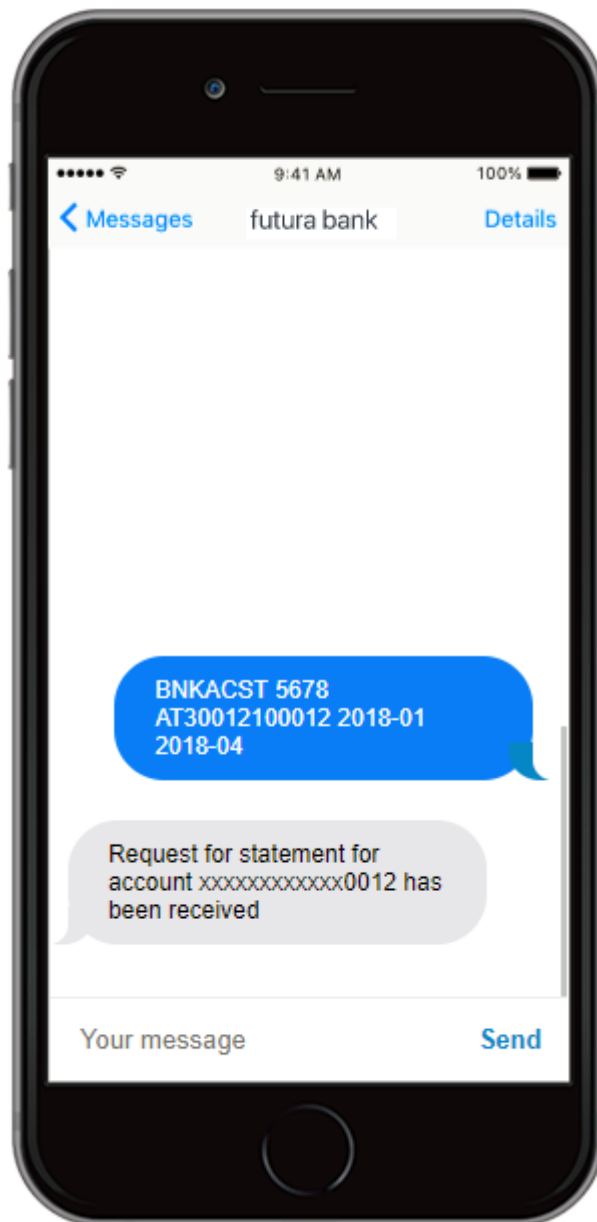 9:41 AM
100%
Messages
futura bank
Details
BNKACST 5678
AT30012100012 2018-01
2018-04
Request for statement for
account xxxxxxxxxxxx0012 has
been received
Your message
Send